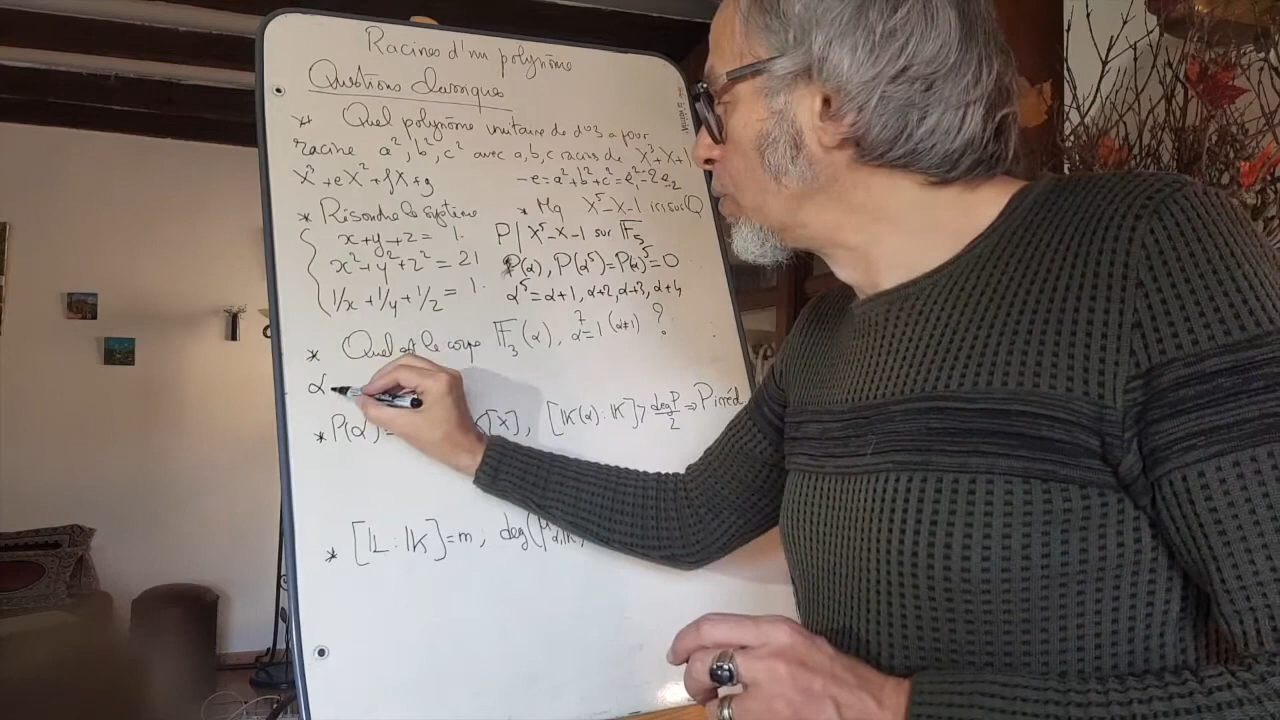 Racines d'un polynôme
Questions classiques
* Quel polynôme unitaire de d°3 a pour
racine a², b², c² avec a,b,c racines de X³+X+1
X³+eX²+fX+g
-e=a²+b²+c²=e₁²-2e₂
* Résoudre le système
x+y+z=1.
x²+y²+z²=21
1/x+1/y+1/z=1.
* Mq X⁵-X-1 irr sur Q
P | X⁵-X-1 sur 𝔽₅
P(α), P(α⁵)=P(α)⁵=0
α⁵=α+1, α+2, α+3, α+4
* Quel est le corps 𝔽₃(α), α⁷=1 (α≠1) ?
α
* P(α)= [X], [K(α):K]> degP/2 ⇒ P irréd
* [L:K]=m, deg(μ α,K